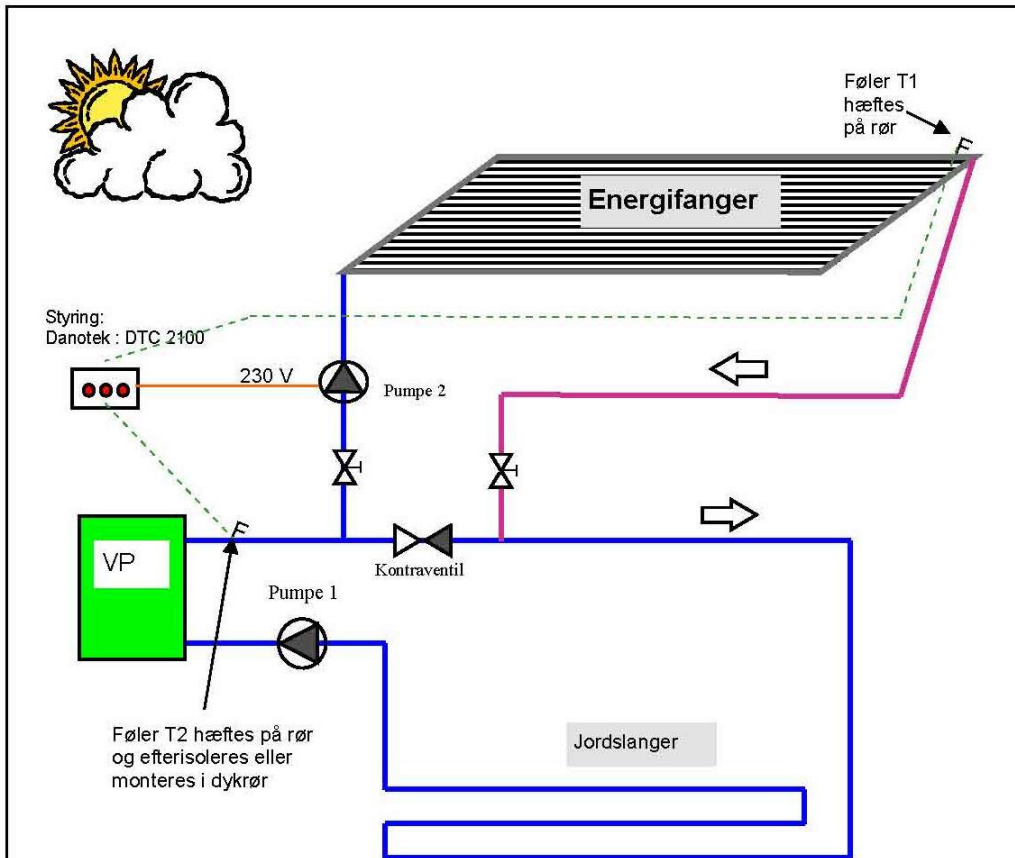 Føler T1
hæftes
på rør
F
Energifanger
Styring:
Danotek : DTC 2100
230 V
Pumpe 2
F
VP
Kontraventil
Pumpe 1
Føler T2 hæftes på rør
og efterisoleres eller
monteres i dykrør
Jordslanger